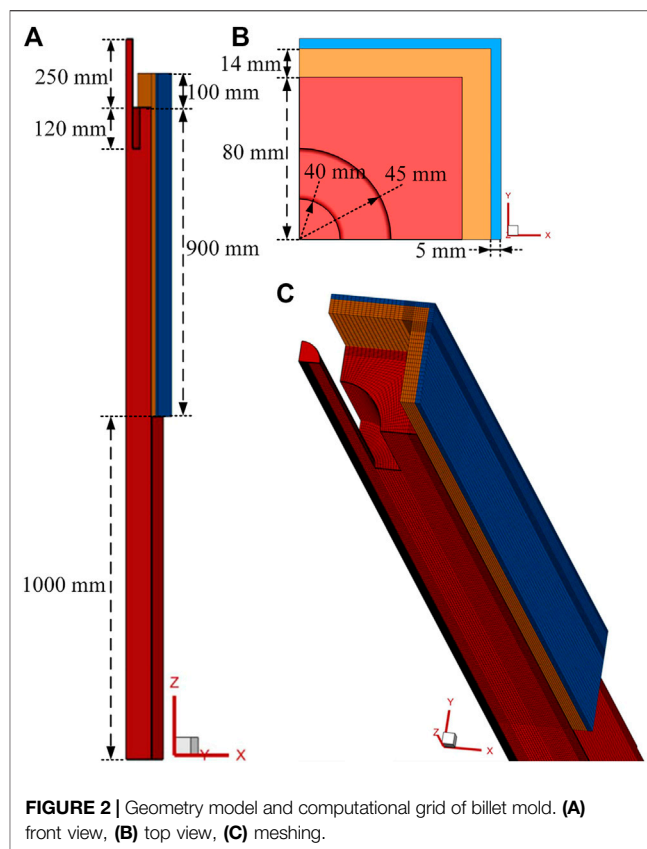 A
250 mm
120 mm
100 mm
900 mm
1000 mm
Z
Y
X
B
14 mm
80 mm
40 mm
45 mm
5 mm
Y
Z
X
C
Y
Z
X
FIGURE 2 | Geometry model and computational grid of billet mold. (A)
front view, (B) top view, (C) meshing.